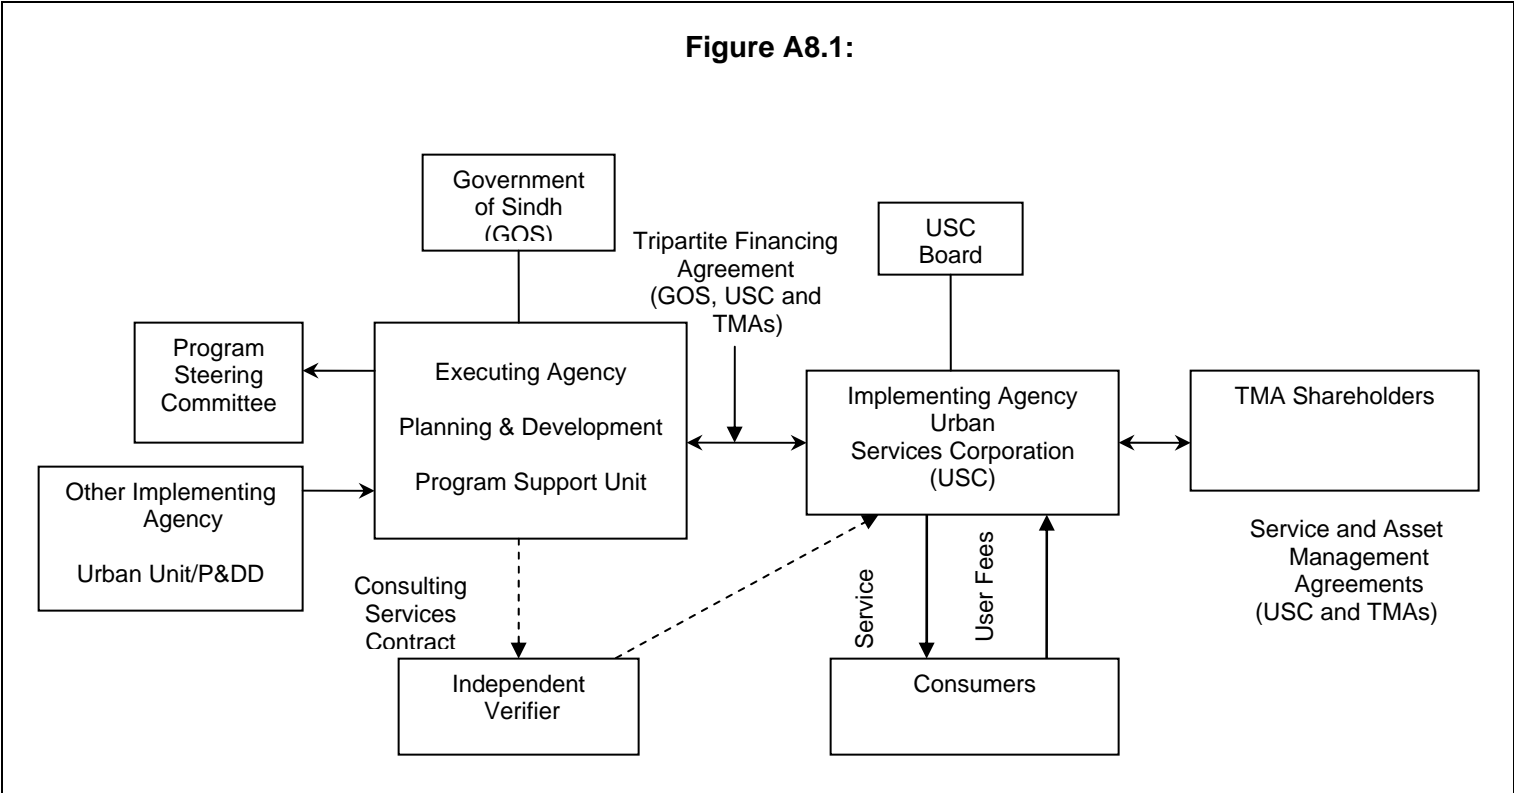 Figure A8.1:
Government
of Sindh
(GOS)
Tripartite Financing
Agreement
(GOS, USC and
TMAs)
USC
Board
Program
Steering
Committee
Executing Agency
Planning & Development
Program Support Unit
Implementing Agency
Urban
Services Corporation
(USC)
TMA Shareholders
Other Implementing
Agency
Urban Unit/P&DD
Service and Asset
Management
Agreements
(USC and TMAs)
Consulting
Services
Contract
Service
User Fees
Independent
Verifier
Consumers